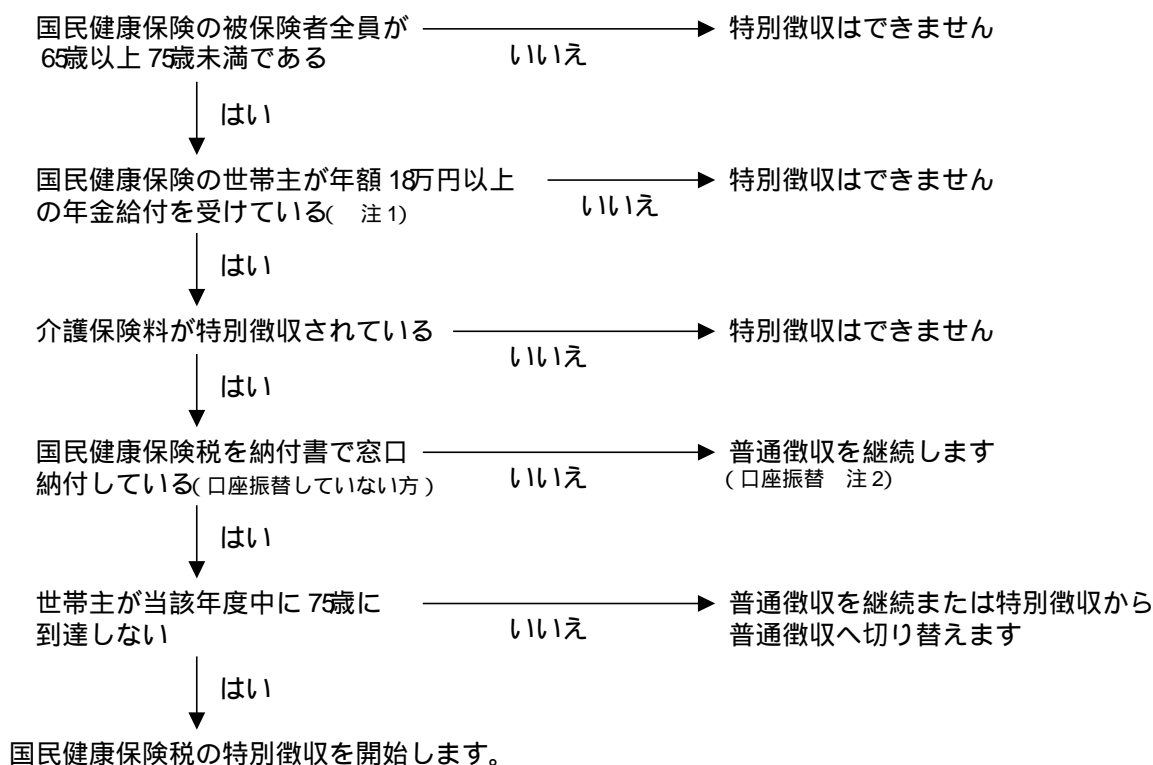 国民健康保険の被保険者全員が
65歳以上75歳未満である
いいえ
特別徴収はできません
はい
国民健康保険の世帯主が年額18万円以上
の年金給付を受けている(　注1)
いいえ
特別徴収はできません
はい
介護保険料が特別徴収されている
いいえ
特別徴収はできません
はい
国民健康保険税を納付書で窓口
納付している(口座振替していない方)
いいえ
普通徴収を継続します
(口座振替　注2)
はい
世帯主が当該年度中に75歳に
到達しない
いいえ
普通徴収を継続または特別徴収から
普通徴収へ切り替えます
はい
国民健康保険税の特別徴収を開始します。